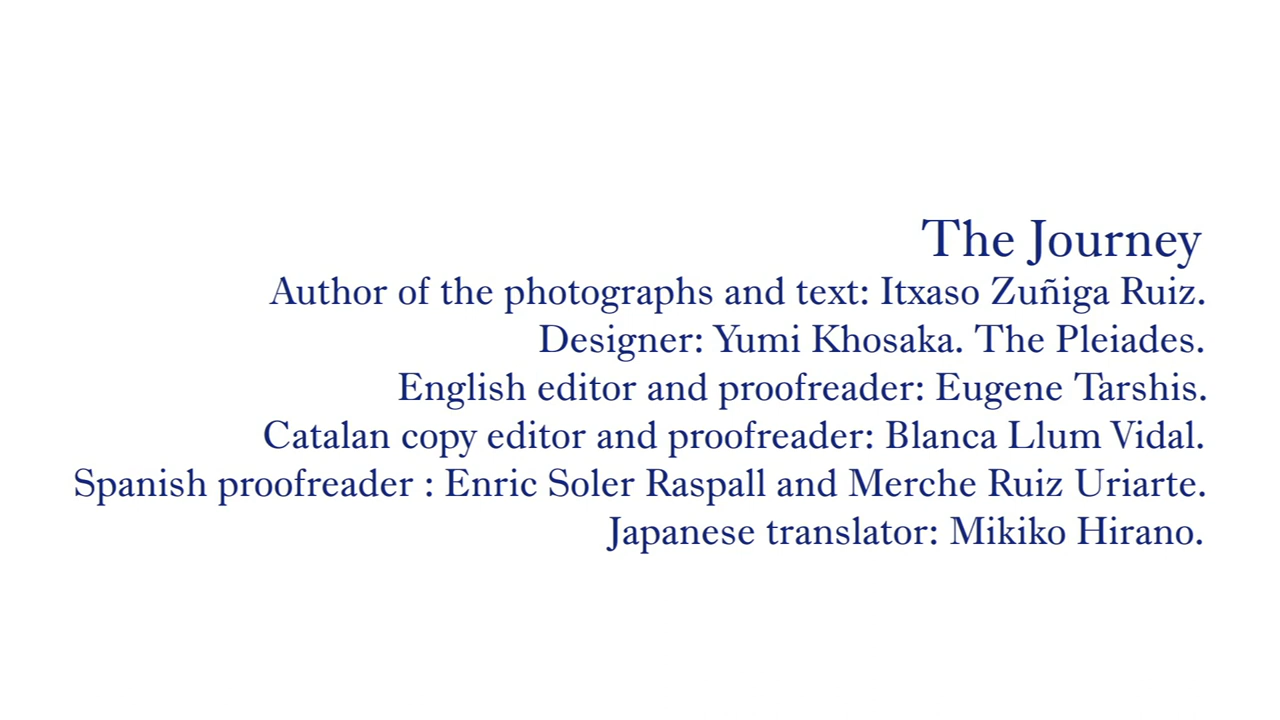 The Journey
Author of the photographs and text: Itxaso Zuñiga Ruiz.
Designer: Yumi Khosaka. The Pleiades.
English editor and proofreader: Eugene Tarshis.
Catalan copy editor and proofreader: Blanca Llum Vidal.
Spanish proofreader : Enric Soler Raspall and Merche Ruiz Uriarte.
Japanese translator: Mikiko Hirano.